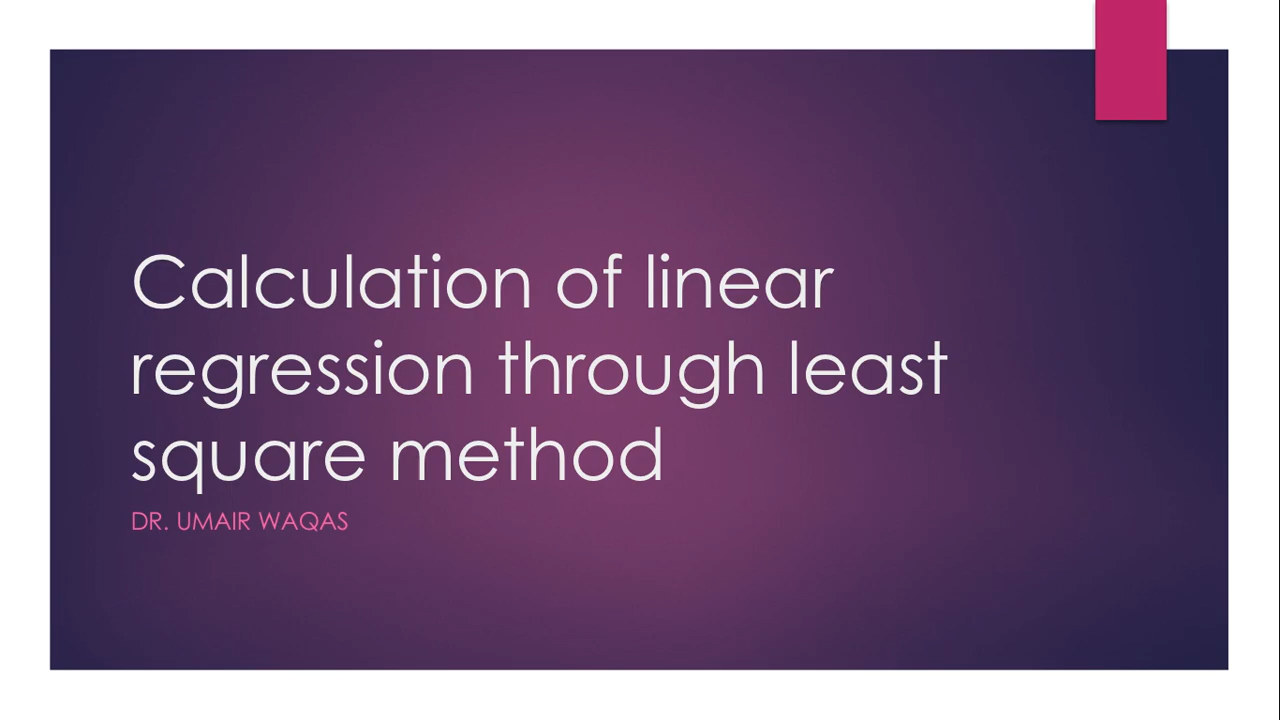 Calculation of linear
regression through least
square method
DR. UMAIR WAQAS